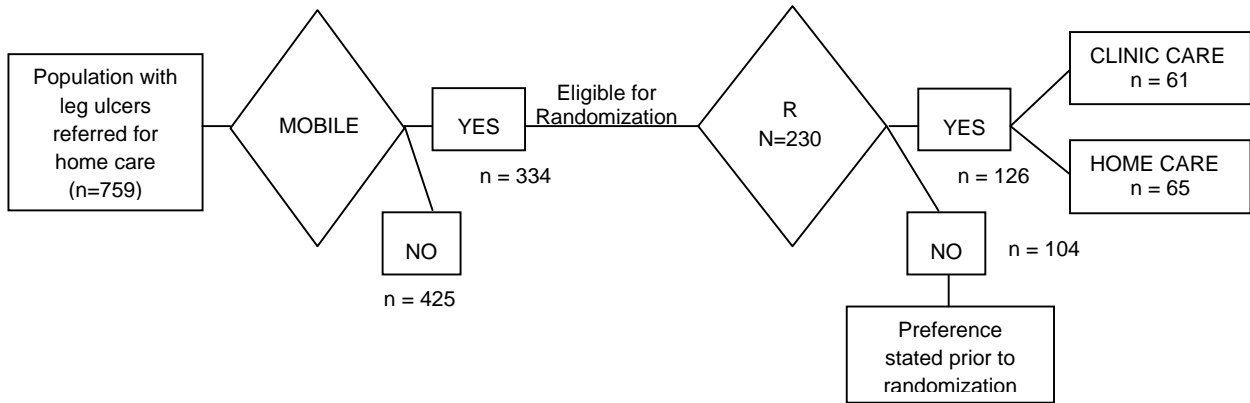 Population with
leg ulcers
referred for
home care
(n=759)
MOBILE
YES
n = 334
NO
n = 425
Eligible for
Randomization
R
N=230
YES
n = 126
NO
n = 104
Preference
stated prior to
randomization
CLINIC CARE
n = 61
HOME CARE
n = 65